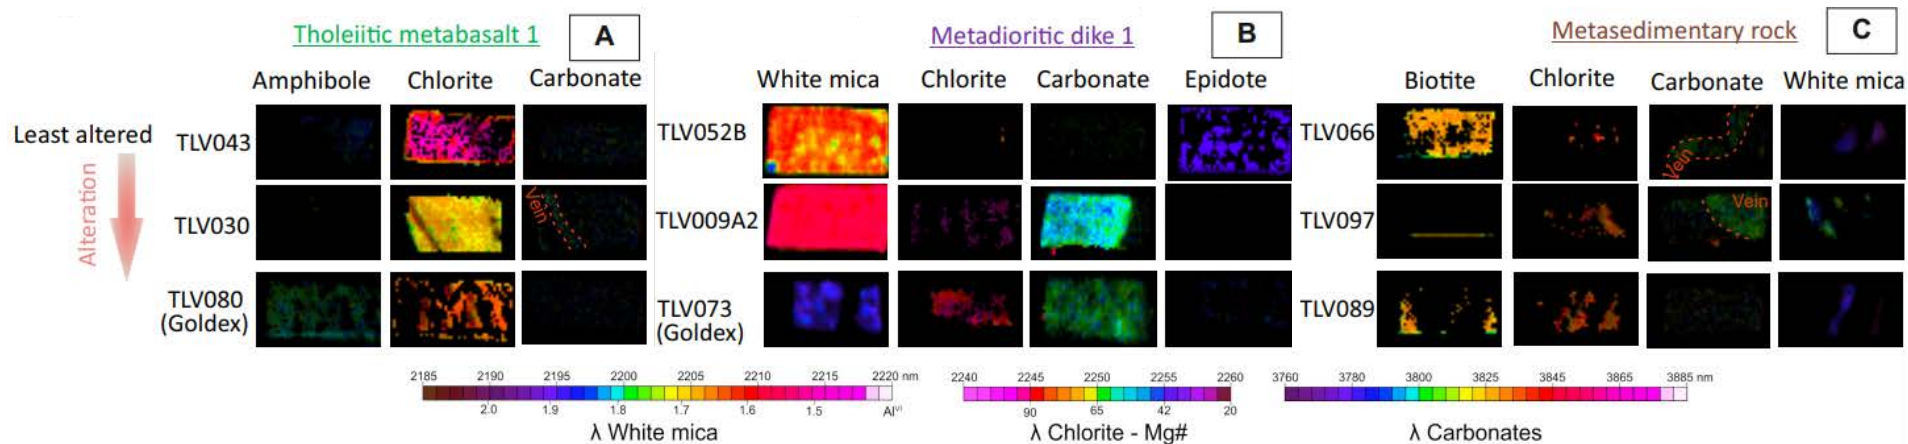 Tholeiitic metabasalt 1
A
Metadioritic dike 1
B
Metasedimentary rock
C
Amphibole Chlorite Carbonate
White mica Chlorite Carbonate Epidote
Biotite Chlorite Carbonate White mica
Least altered
Alteration
TLV043
TLV030
Vein
TLV080
(Goldex)
TLV052B
TLV009A2
TLV073
(Goldex)
TLV066
Vein
TLV097
Vein
TLV089
2185 2190 2195 2200 2205 2210 2215 2220 nm
2.0 1.9 1.8 1.7 1.6 1.5 Alᵛᴵ
λ White mica
2240 2245 2250 2255 2260
90 65 42 20
λ Chlorite - Mg#
3760 3780 3800 3825 3845 3865 3885 nm
λ Carbonates